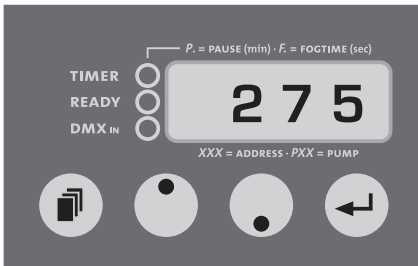 P. = PAUSE (min) · F. = FOGTIME (sec)
TIMER
READY
DMX IN
275
XXX = ADDRESS · PXX = PUMP